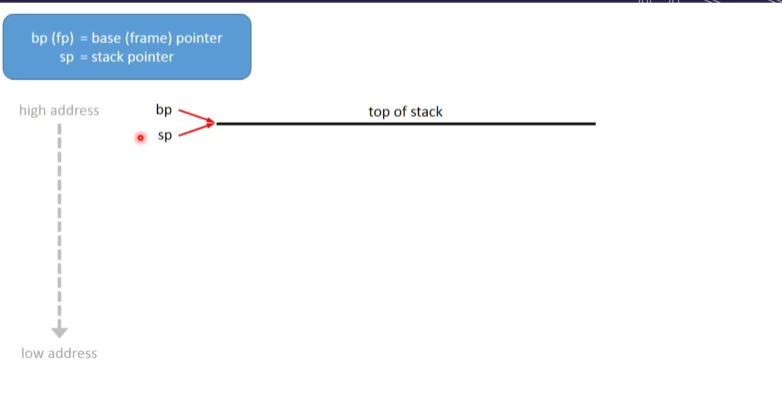 bp (fp) = base (frame) pointer
sp = stack pointer
high address
bp
top of stack
sp
low address